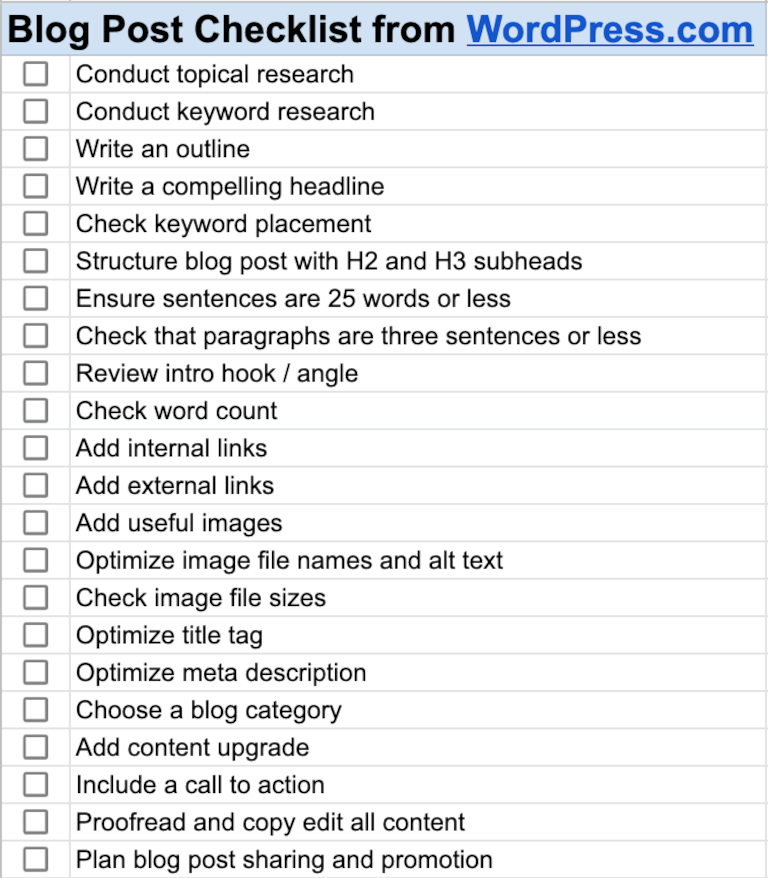 Blog Post Checklist from WordPress.com
Conduct topical research
Conduct keyword research
Write an outline
Write a compelling headline
Check keyword placement
Structure blog post with H2 and H3 subheads
Ensure sentences are 25 words or less
Check that paragraphs are three sentences or less
Review intro hook / angle
Check word count
Add internal links
Add external links
Add useful images
Optimize image file names and alt text
Check image file sizes
Optimize title tag
Optimize meta description
Choose a blog category
Add content upgrade
Include a call to action
Proofread and copy edit all content
Plan blog post sharing and promotion